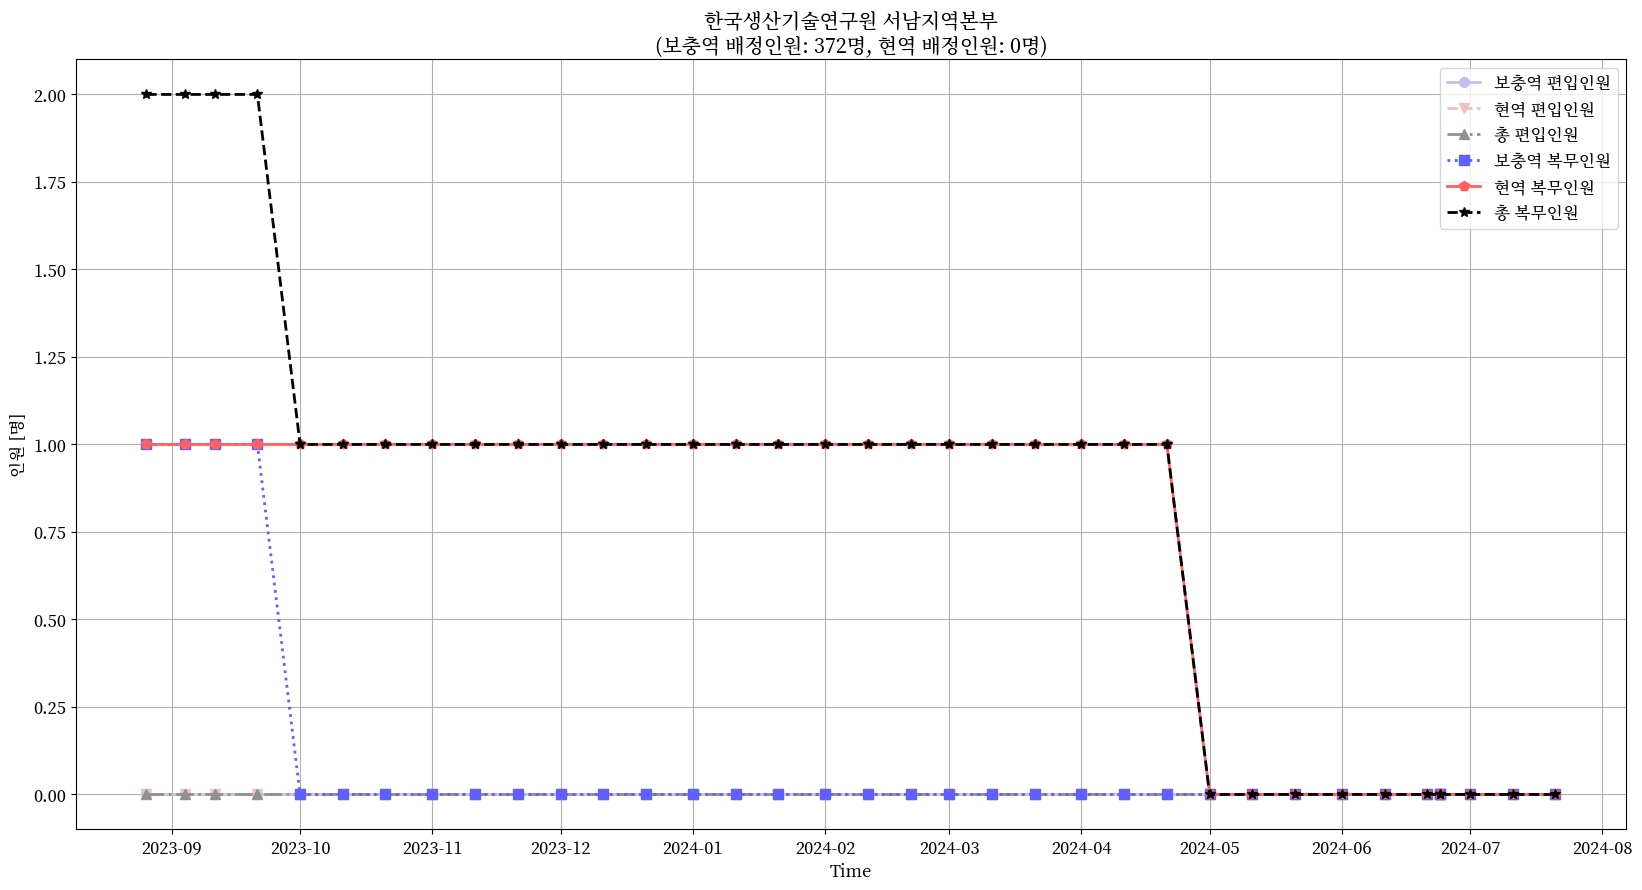 한국생산기술연구원 서남지역본부
(보충역 배정인원: 372명, 현역 배정인원: 0명)
보충역 편입인원
현역 편입인원
총 편입인원
보충역 복무인원
현역 복무인원
총 복무인원
인원 [명]
2.00
1.75
1.50
1.25
1.00
0.75
0.50
0.25
0.00
2023-09 2023-10 2023-11 2023-12 2024-01 2024-02 2024-03 2024-04 2024-05 2024-06 2024-07 2024-08
Time